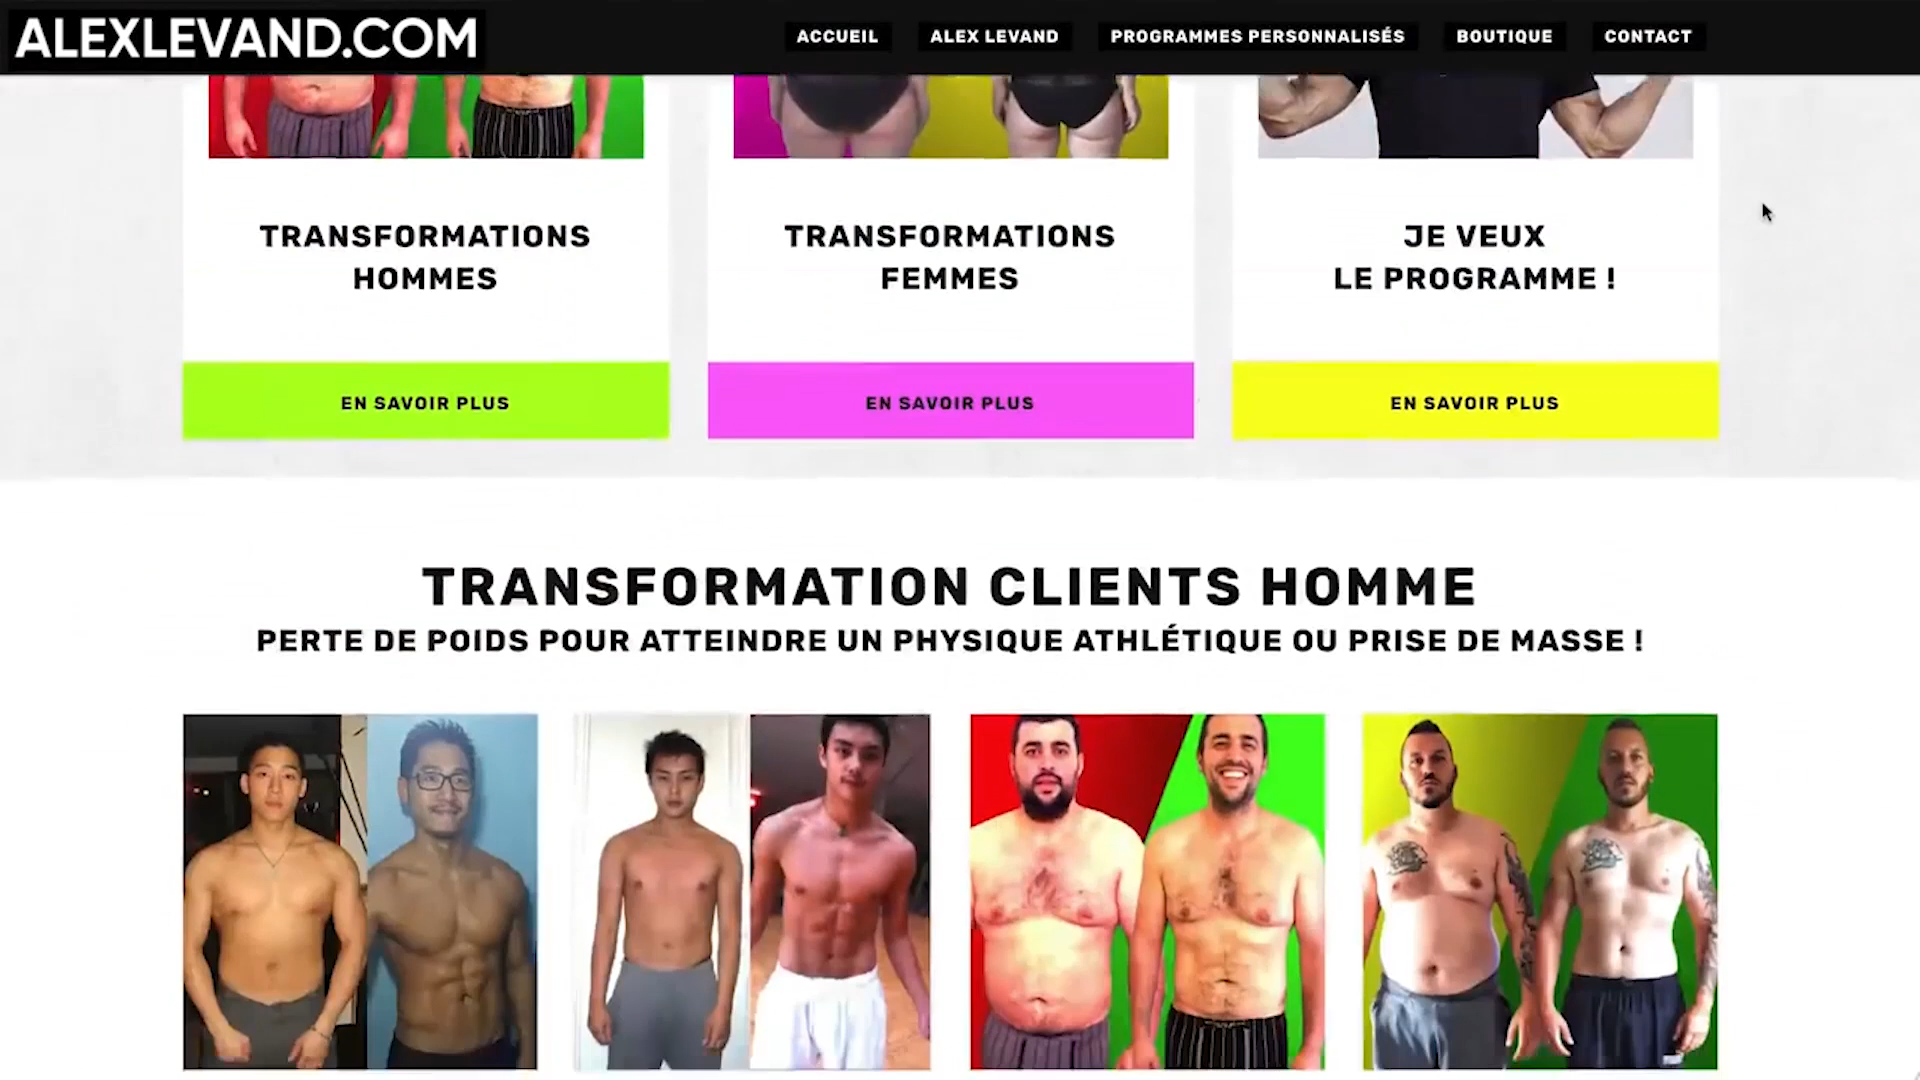 ALEXLEVAND.COM
ACCUEIL
ALEX LEVAND
PROGRAMMES PERSONNALISÉS
BOUTIQUE
CONTACT
TRANSFORMATIONS
HOMMES
EN SAVOIR PLUS
TRANSFORMATIONS
FEMMES
EN SAVOIR PLUS
JE VEUX
LE PROGRAMME !
EN SAVOIR PLUS
TRANSFORMATION CLIENTS HOMME
PERTE DE POIDS POUR ATTEINDRE UN PHYSIQUE ATHLÉTIQUE OU PRISE DE MASSE !